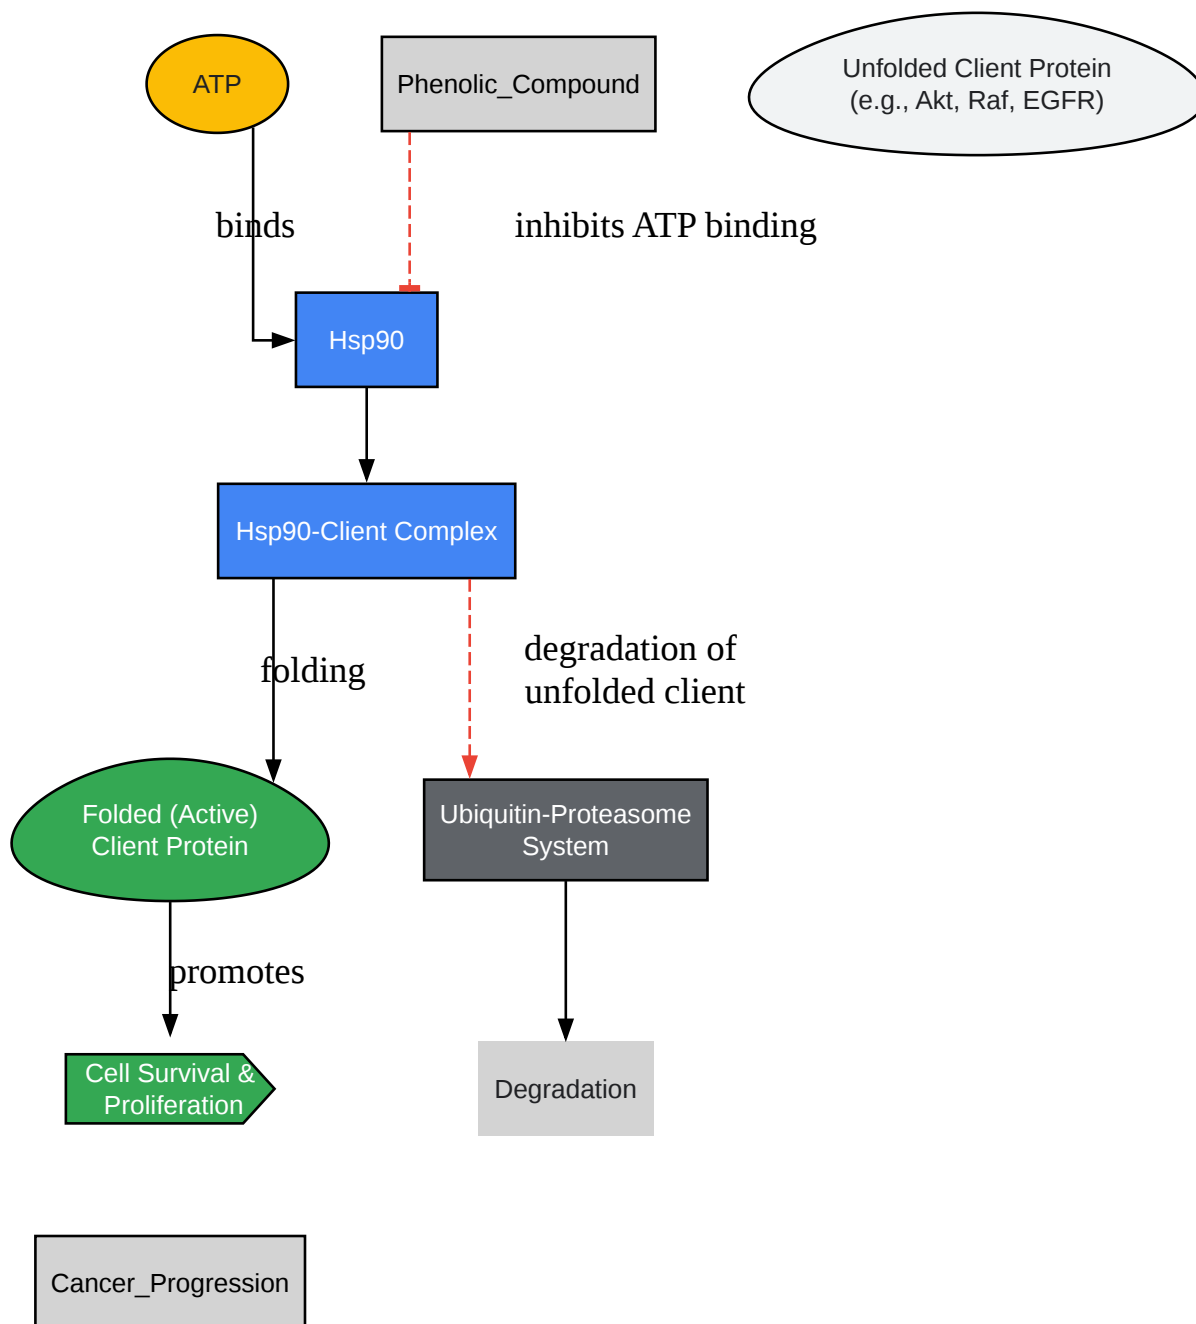 ATP
Phenolic_Compound
Unfolded Client Protein
(e.g., Akt, Raf, EGFR)
binds
inhibits ATP binding
Hsp90
Hsp90-Client Complex
folding
degradation of
unfolded client
Folded (Active)
Client Protein
Ubiquitin-Proteasome
System
promotes
Cell Survival &
Proliferation
Degradation
Cancer_Progression